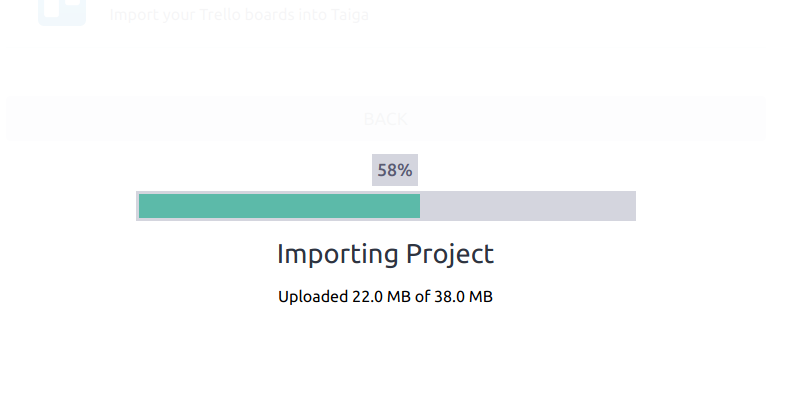 Import your Trello boards into Taiga
BACK
58%
Importing Project
Uploaded 22.0 MB of 38.0 MB